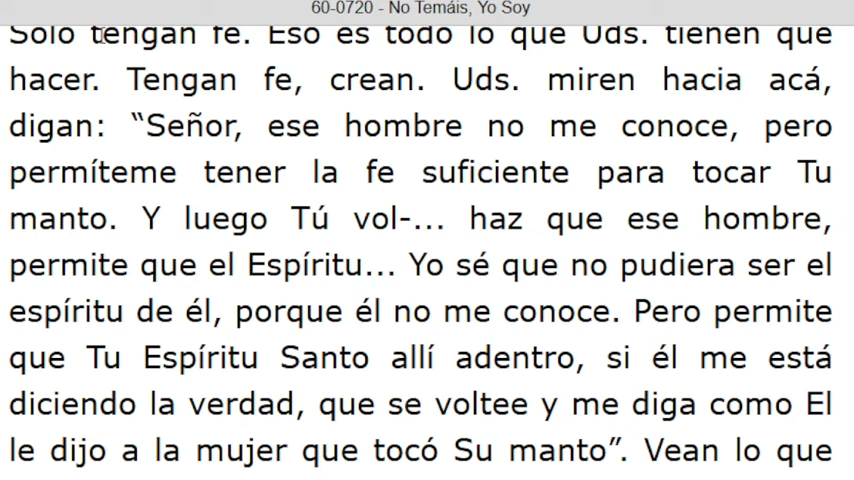 60-0720 - No Temáis, Yo Soy
Sólo tengan fe. Eso es todo lo que Uds. tienen que
hacer. Tengan fe, crean. Uds. miren hacia acá,
digan: “Señor, ese hombre no me conoce, pero
permíteme tener la fe suficiente para tocar Tu
manto. Y luego Tú vol-... haz que ese hombre,
permite que el Espíritu... Yo sé que no pudiera ser el
espíritu de él, porque él no me conoce. Pero permite
que Tu Espíritu Santo allí adentro, si él me está
diciendo la verdad, que se voltee y me diga como El
le dijo a la mujer que tocó Su manto”. Vean lo que